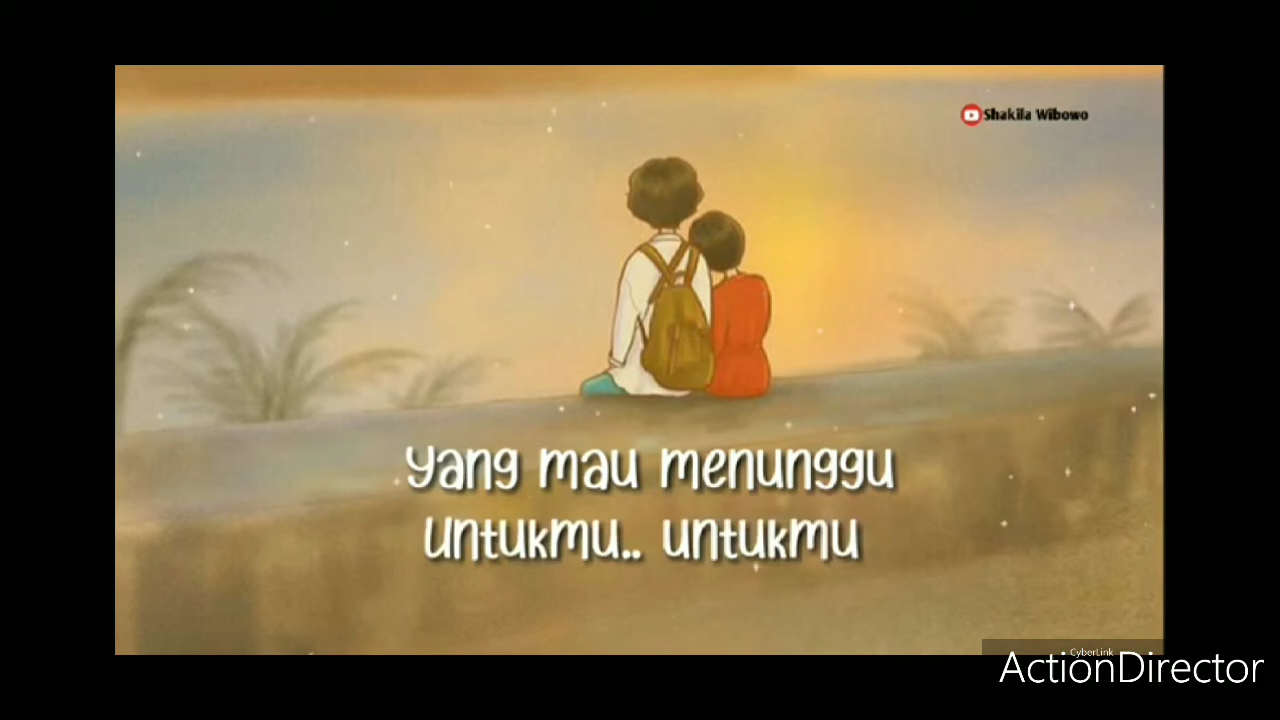 Shakila Wibowo
Yang mau menunggu
Untukmu.. untukmu
CyberLink
ActionDirector